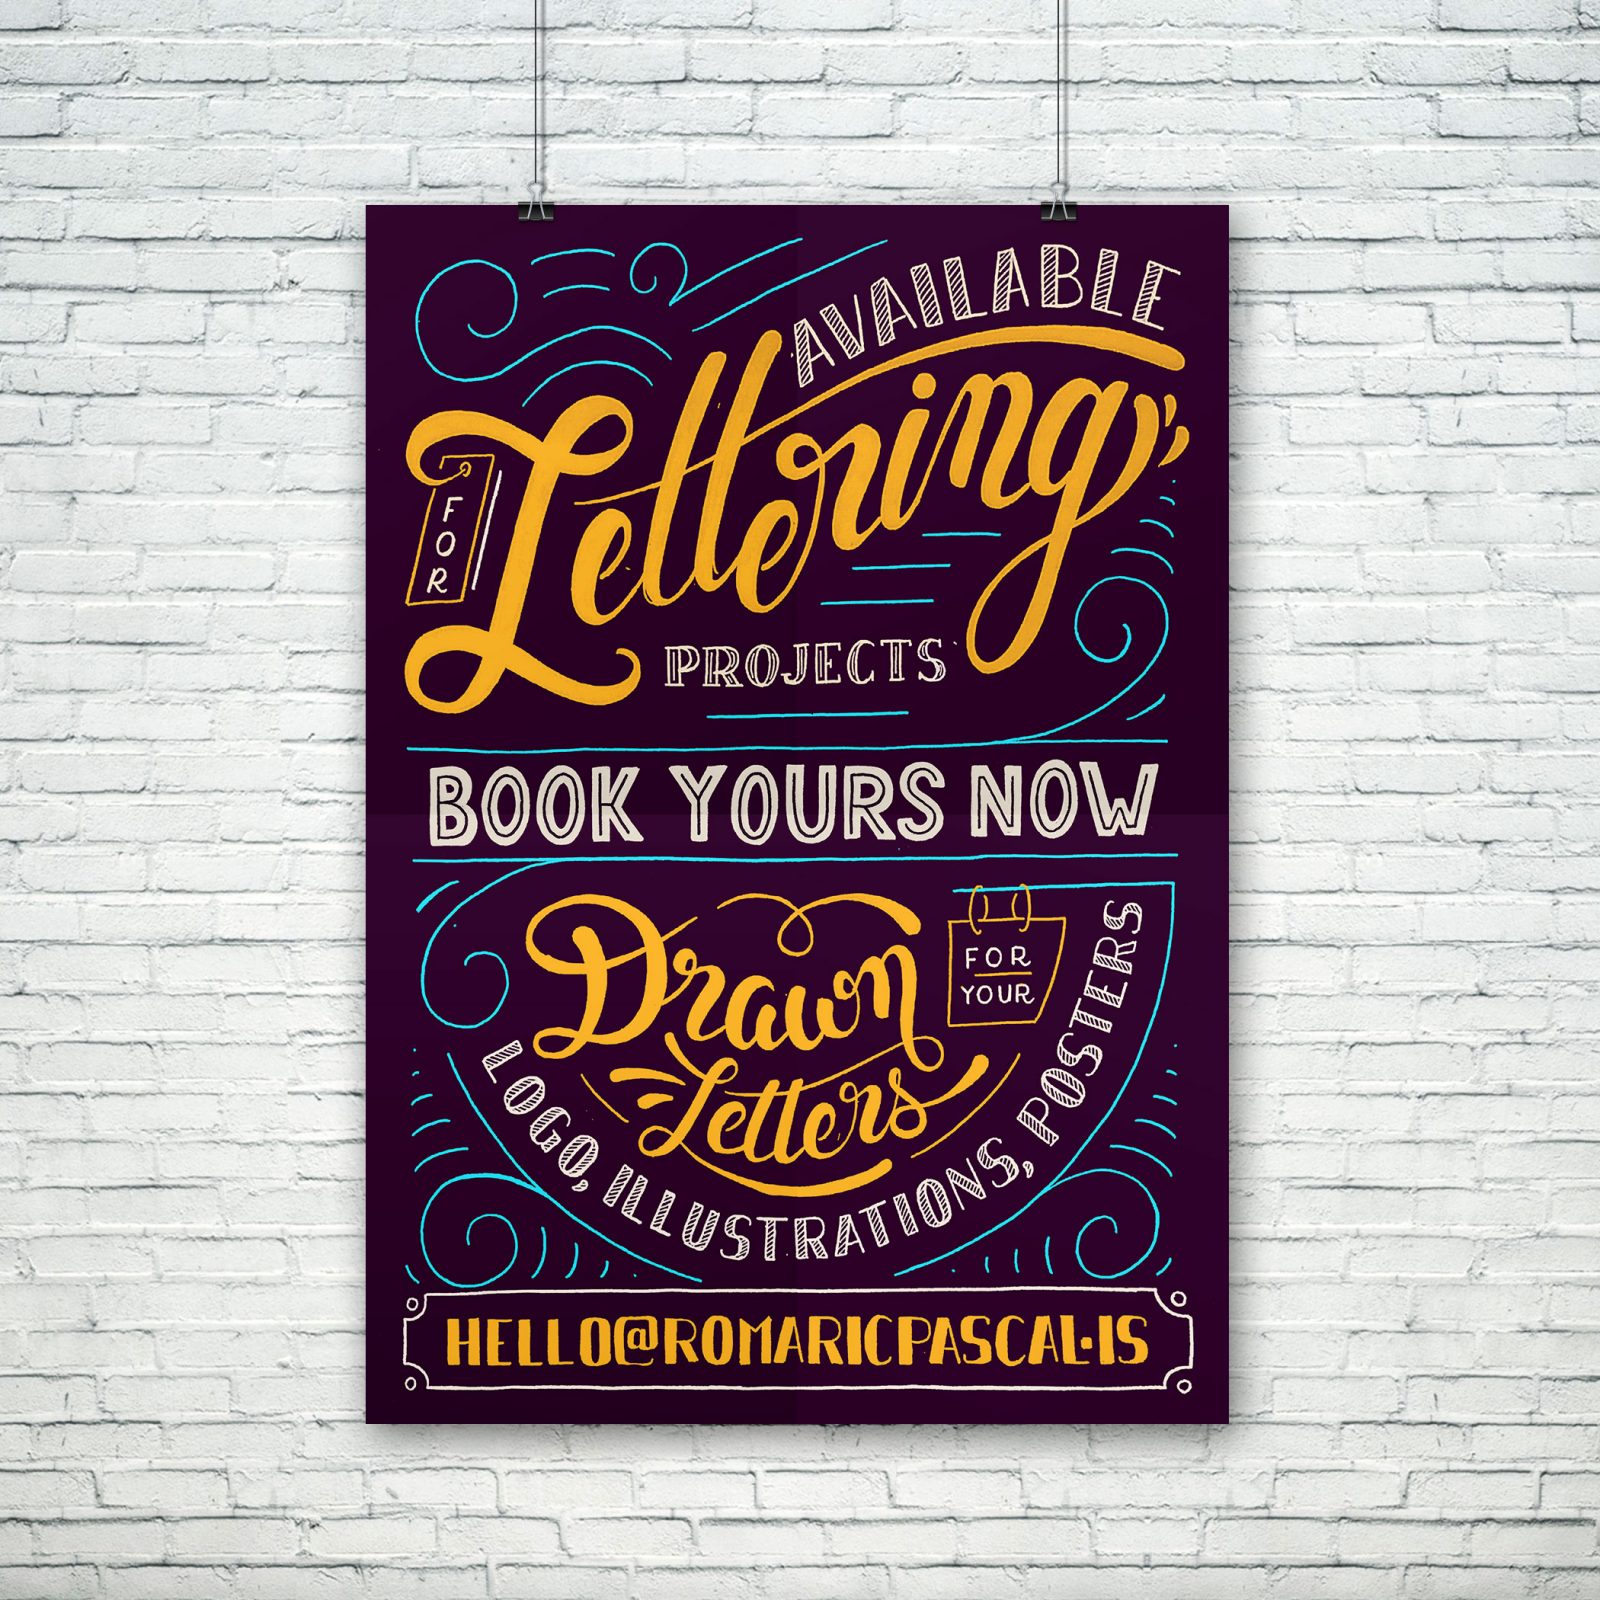 AVAILABLE
FOR
Lettering
PROJECTS
BOOK YOURS NOW
Drawn
Letters
FOR
YOUR
LOGO, ILLUSTRATIONS, POSTERS
HELLO@ROMARICPASCAL.IS